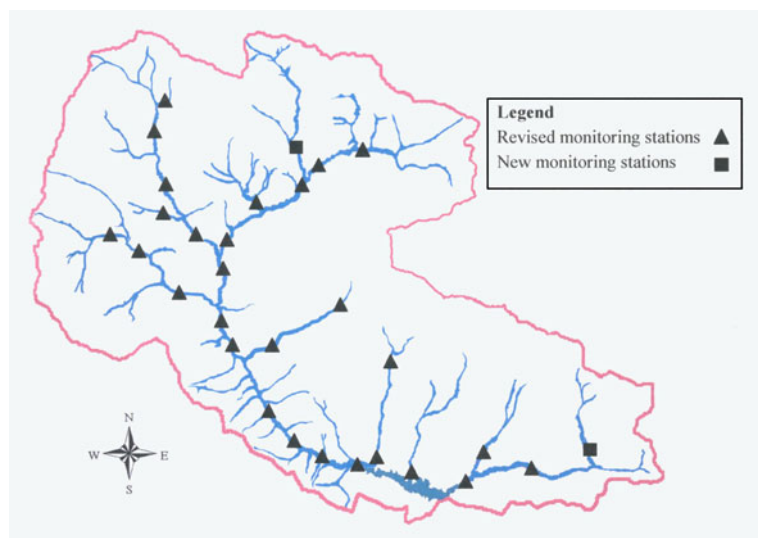 Legend
Revised monitoring stations
New monitoring stations
N
W E
S